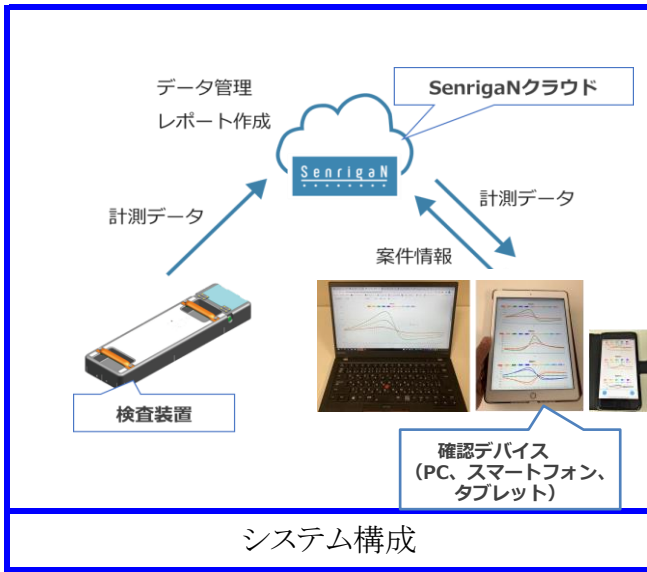 データ管理
レポート作成
SenrigaNクラウド
SenrigaN
計測データ
計測データ
案件情報
検査装置
確認デバイス
（PC、スマートフォン、
タブレット）
システム構成